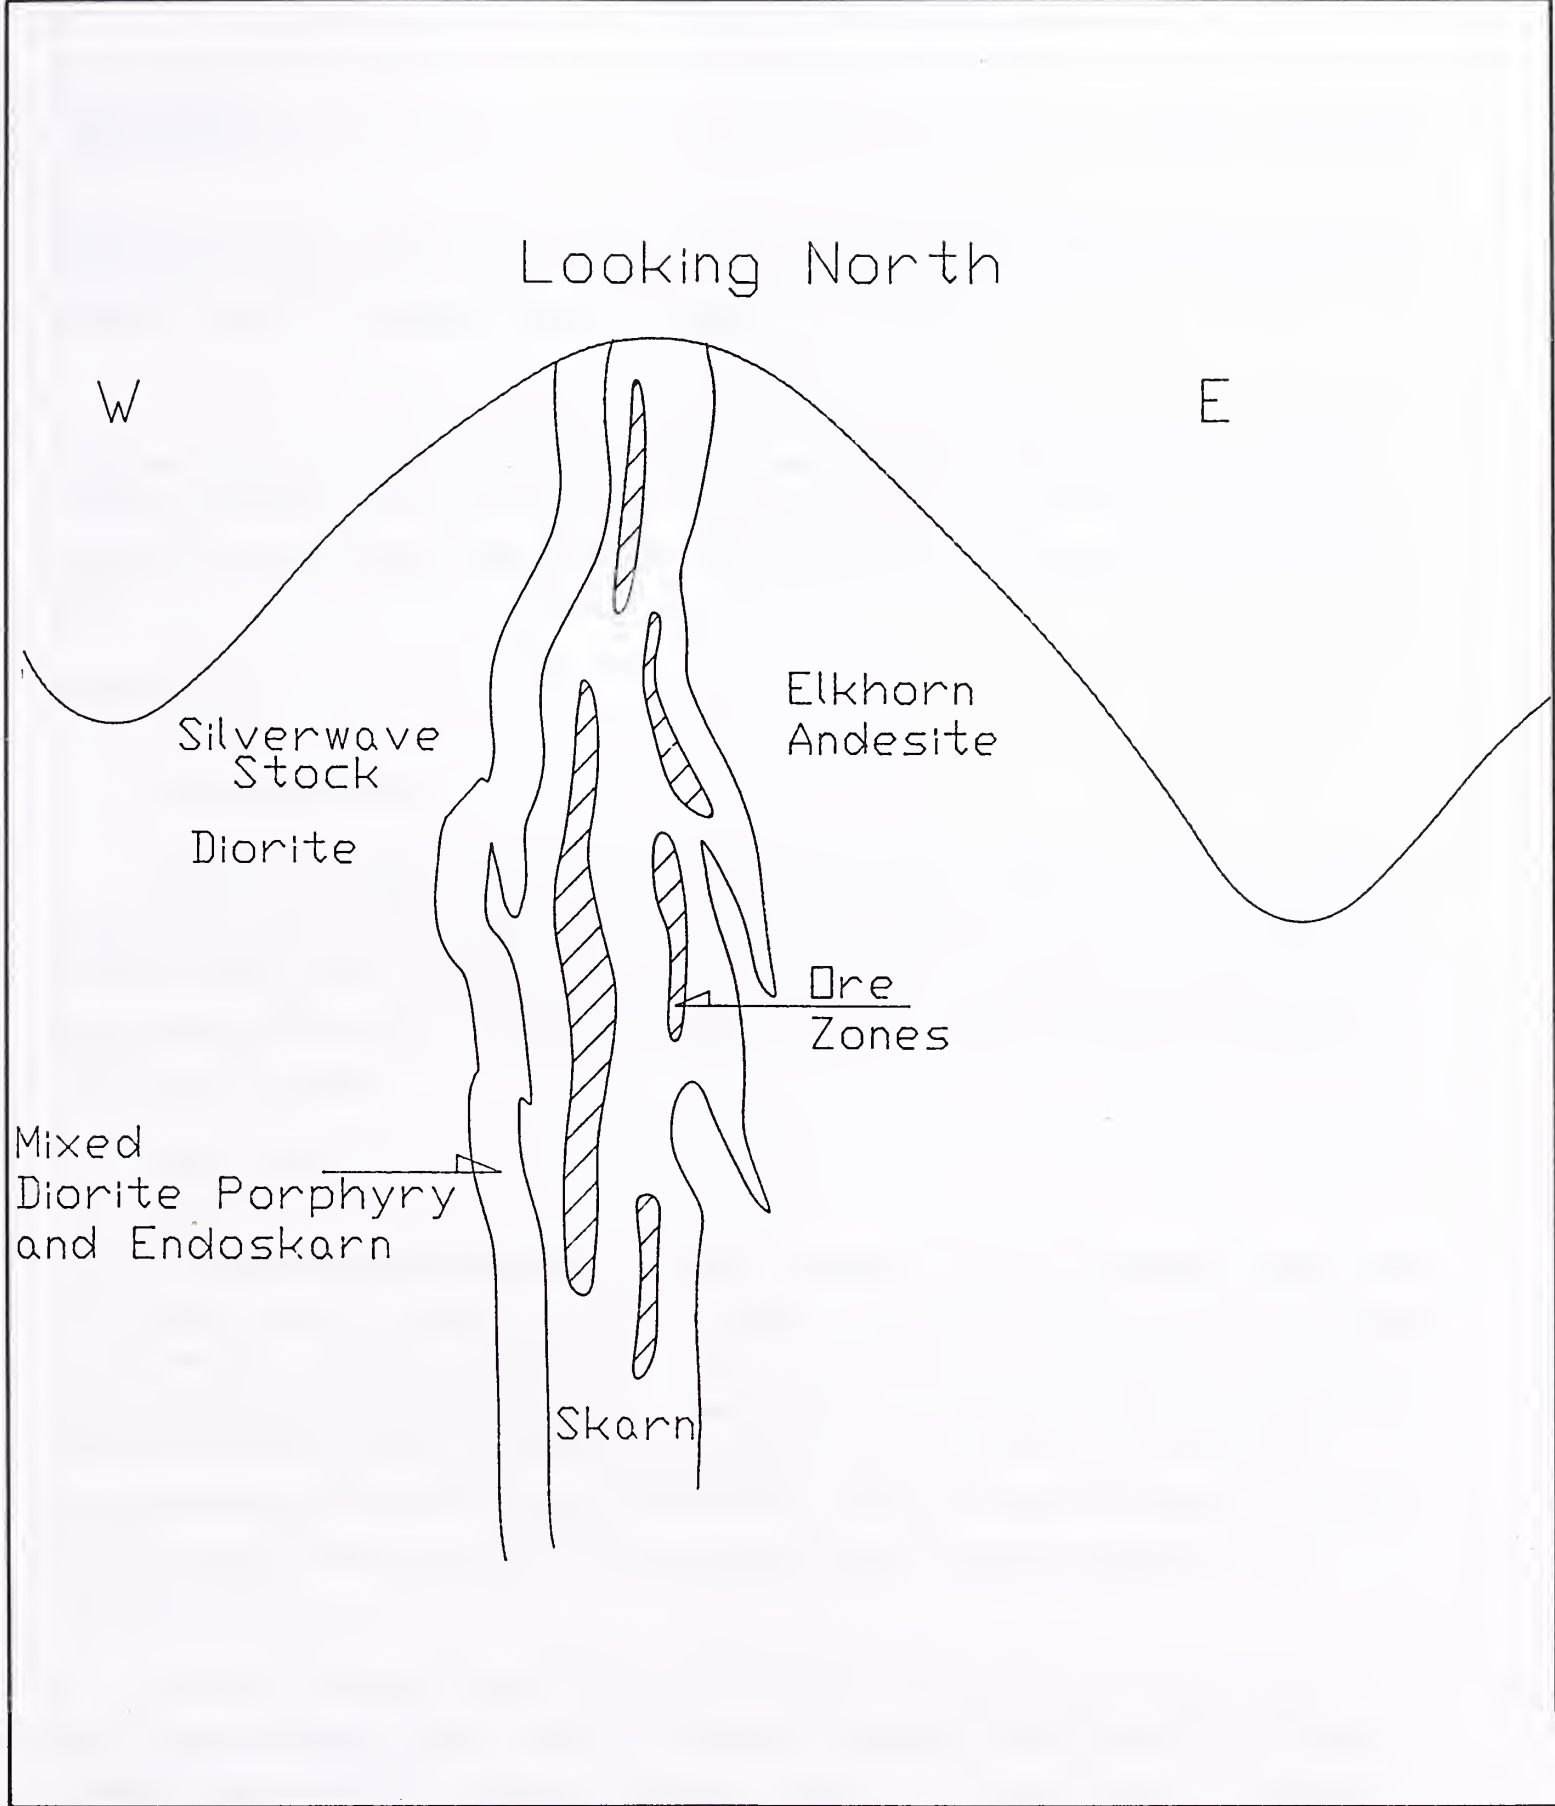 Looking North
W
E
Elkhorn
Andesite
Silverwave
Stock
Diorite
Ore
Zones
Mixed
Diorite Porphyry
and Endoskarn
Skarn